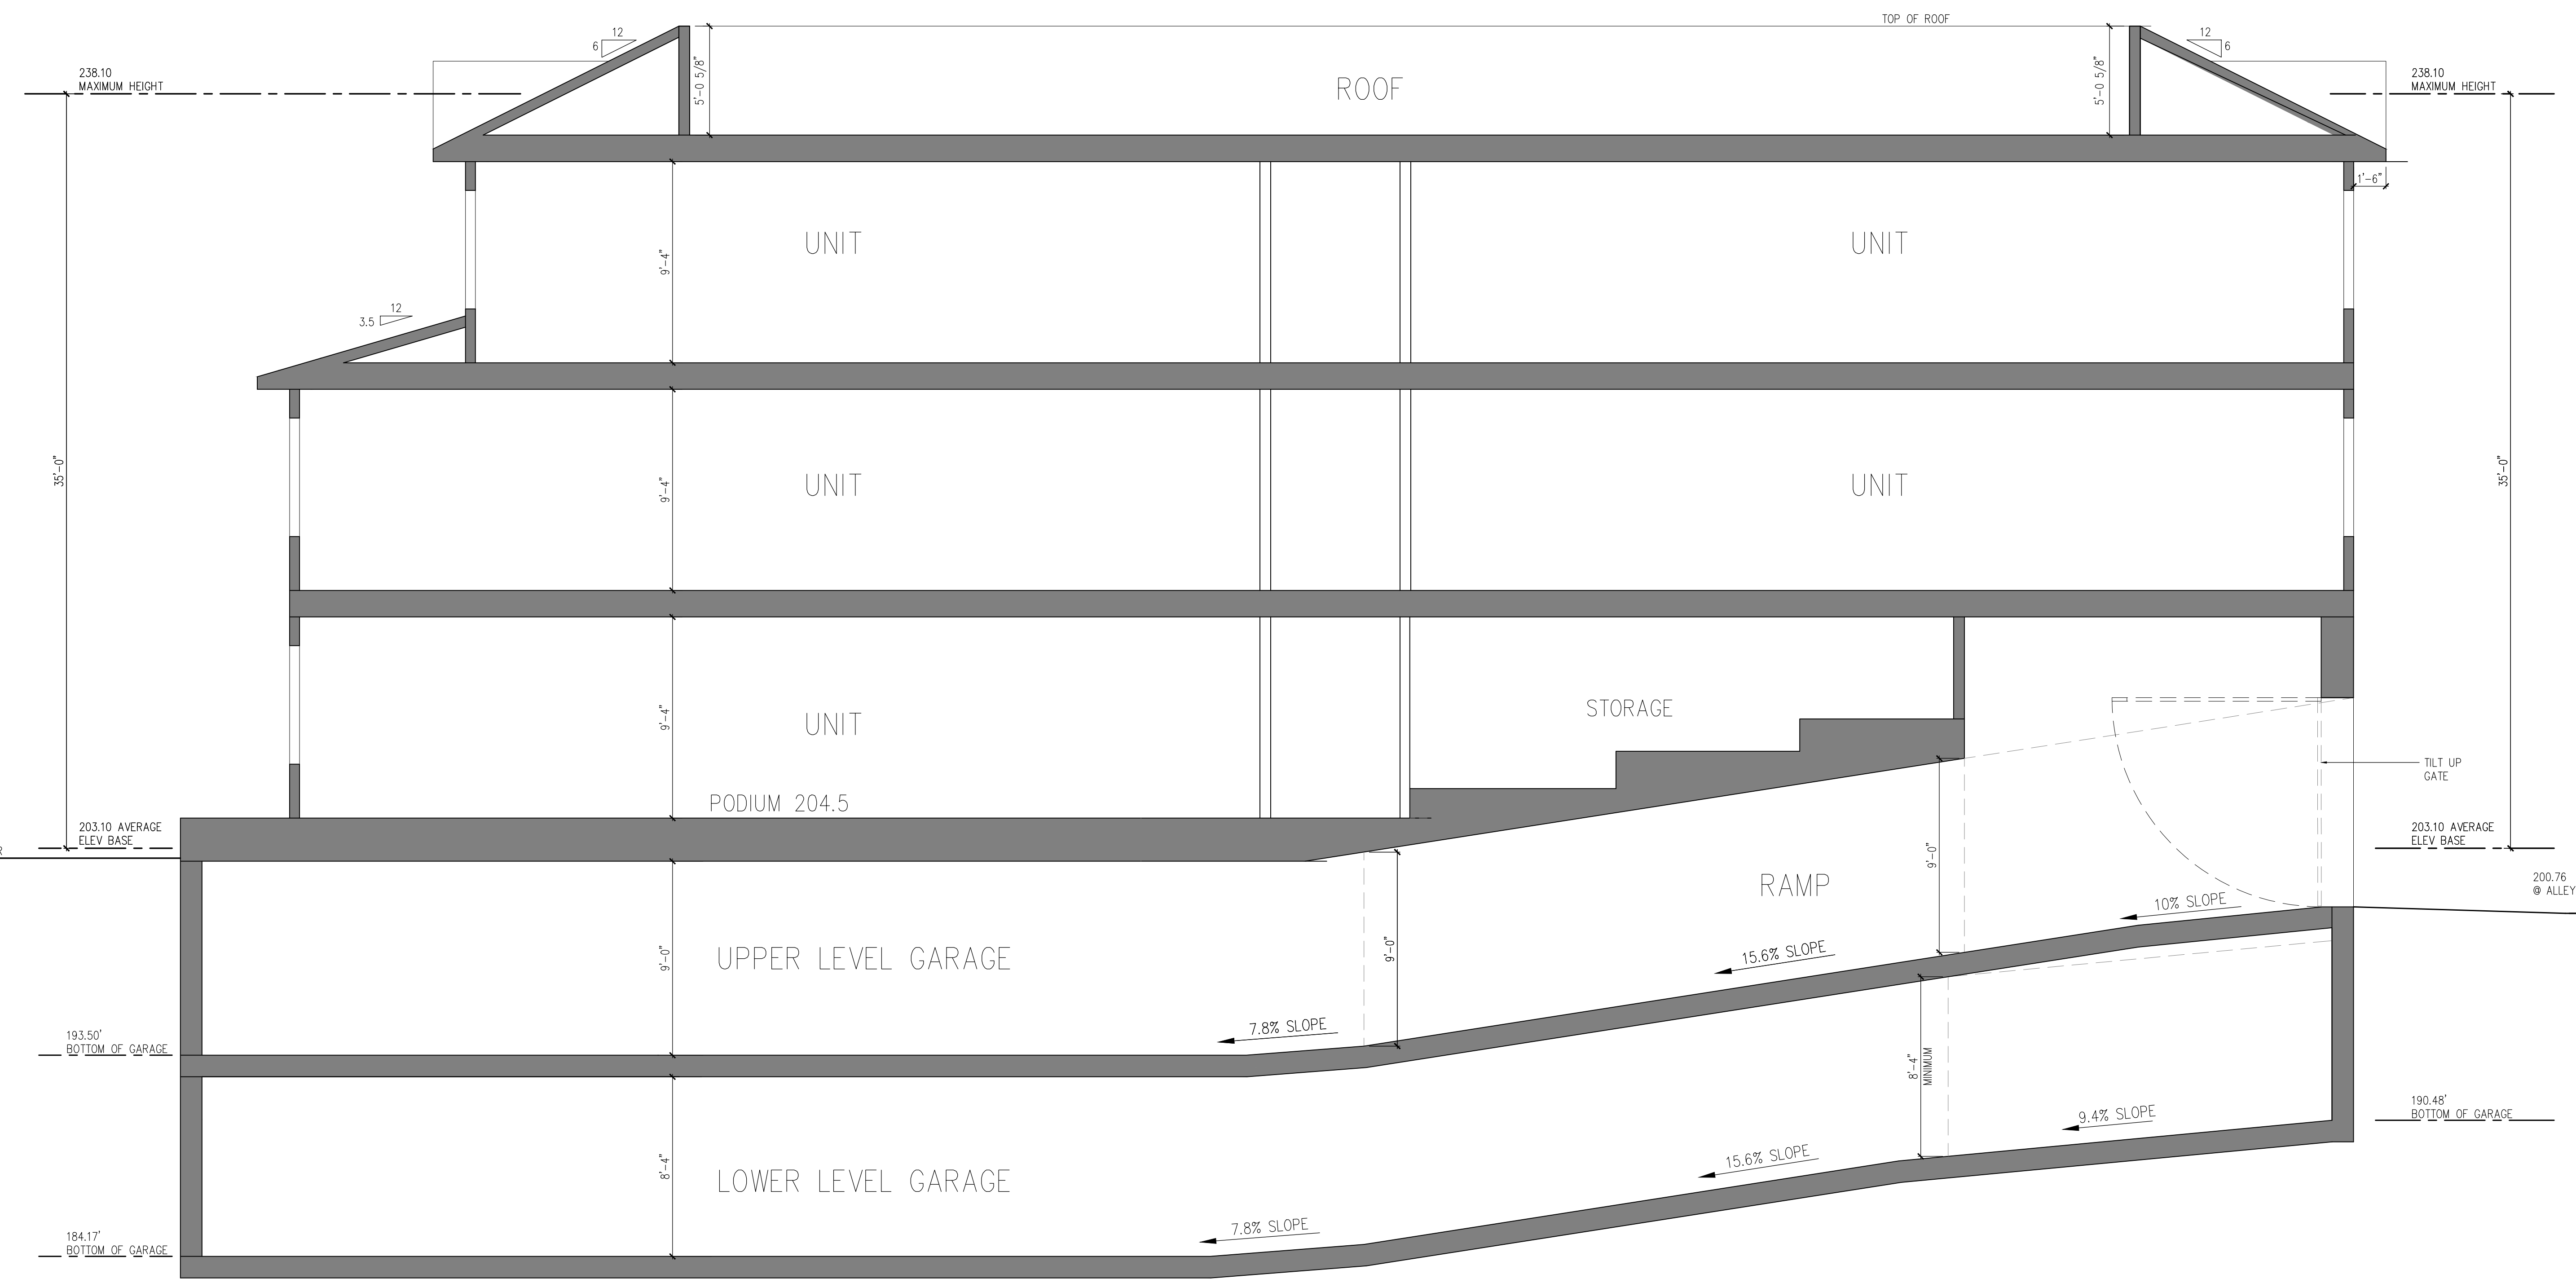 TOP OF ROOF
12
6
12
6
5'-0 5/8"
5'-0 5/8"
238.10
MAXIMUM HEIGHT
ROOF
238.10
MAXIMUM HEIGHT
1'-6"
UNIT
UNIT
9'-4"
12
3.5
35'-0"
35'-0"
UNIT
UNIT
9'-4"
UNIT
9'-4"
STORAGE
TILT UP
GATE
PODIUM 204.5
203.10 AVERAGE
ELEV BASE
203.10 AVERAGE
ELEV BASE
R
9'-0"
RAMP
200.76
@ ALLEY
10% SLOPE
UPPER LEVEL GARAGE
9'-0"
9'-0"
15.6% SLOPE
7.8% SLOPE
193.50'
BOTTOM OF GARAGE
8'-4"
MINIMUM
190.48'
BOTTOM OF GARAGE
9.4% SLOPE
15.6% SLOPE
LOWER LEVEL GARAGE
8'-4"
7.8% SLOPE
184.17'
BOTTOM OF GARAGE